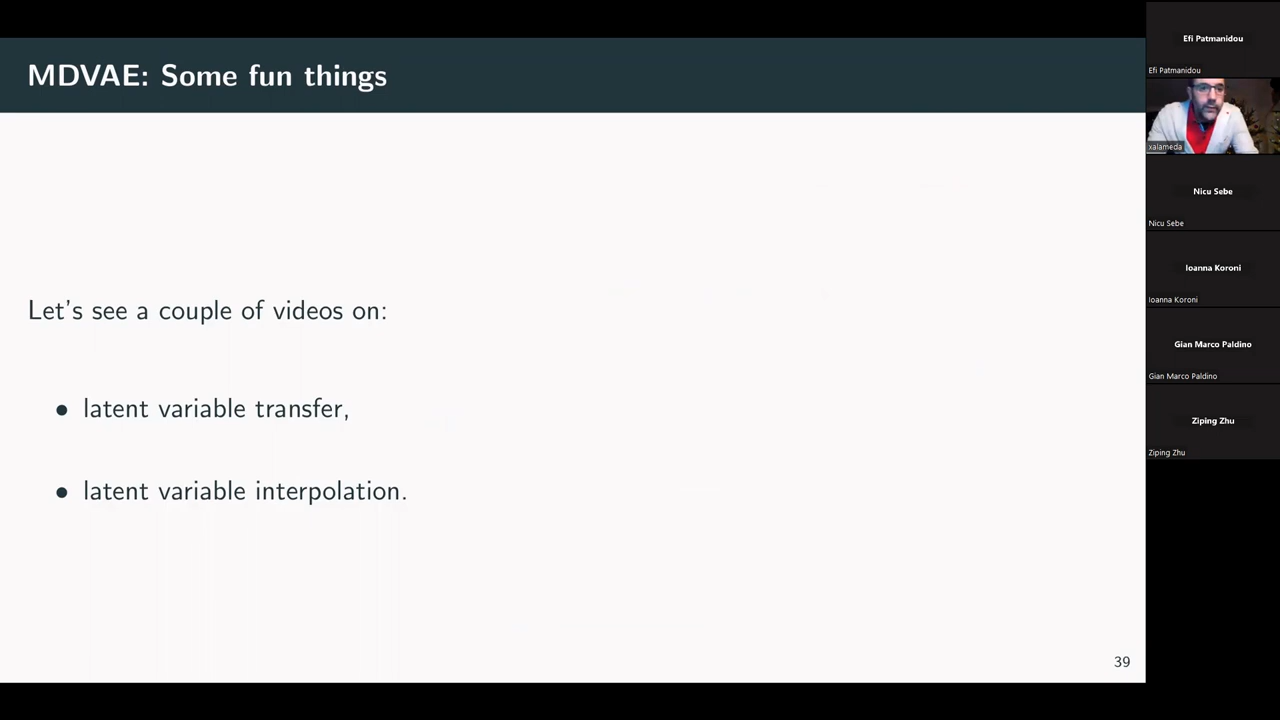 MDVAE: Some fun things
Let's see a couple of videos on:
• latent variable transfer,
• latent variable interpolation.
39
Efi Patmanidou
Efi Patmanidou
xalameda
Nicu Sebe
Nicu Sebe
Ioanna Koroni
Ioanna Koroni
Gian Marco Paldino
Gian Marco Paldino
Ziping Zhu
Ziping Zhu